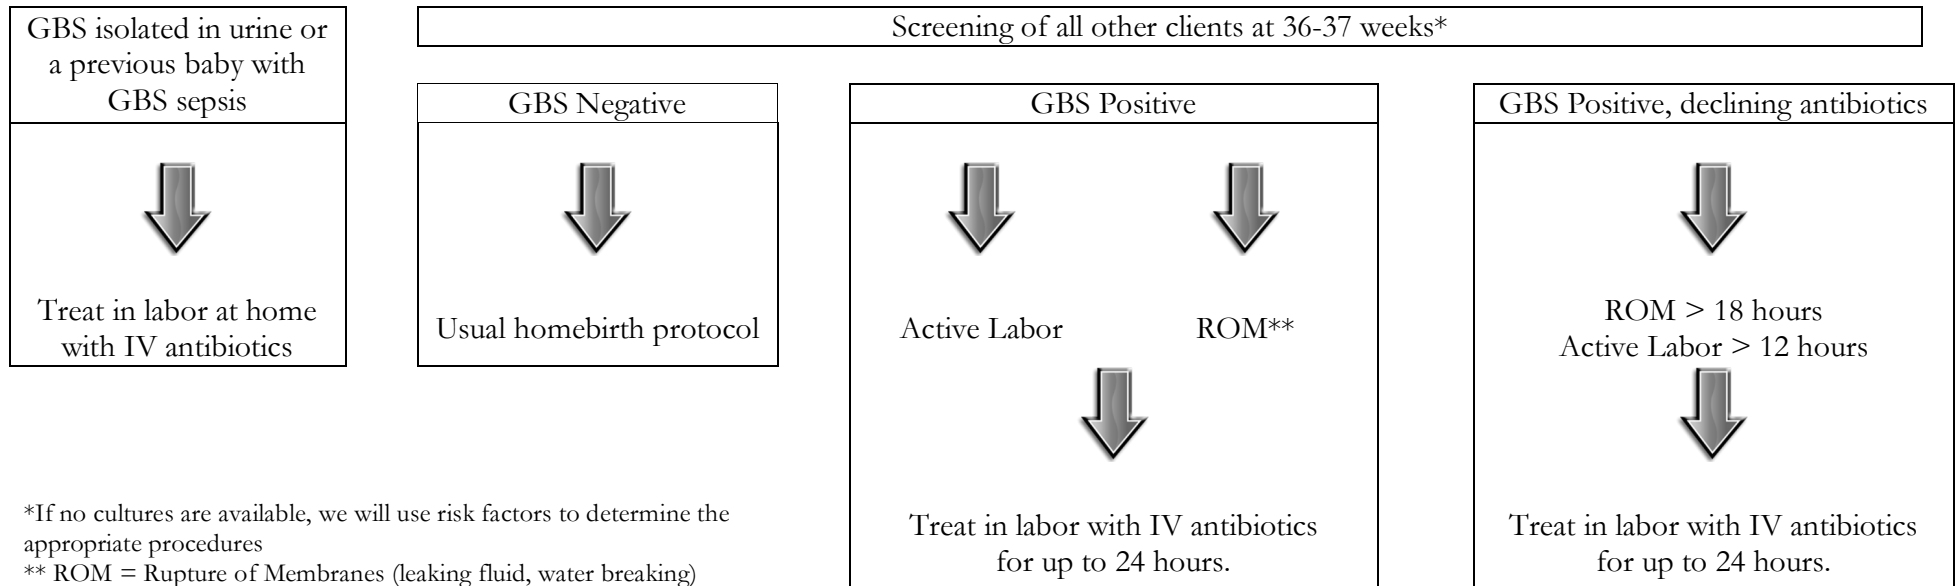 GBS isolated in urine or
a previous baby with
GBS sepsis
Treat in labor at home
with IV antibiotics
Screening of all other clients at 36-37 weeks*
GBS Negative
Usual homebirth protocol
GBS Positive
Active Labor
ROM**
Treat in labor with IV antibiotics
for up to 24 hours.
GBS Positive, declining antibiotics
ROM > 18 hours
Active Labor > 12 hours
Treat in labor with IV antibiotics
for up to 24 hours.
*If no cultures are available, we will use risk factors to determine the
appropriate procedures
** ROM = Rupture of Membranes (leaking fluid, water breaking)